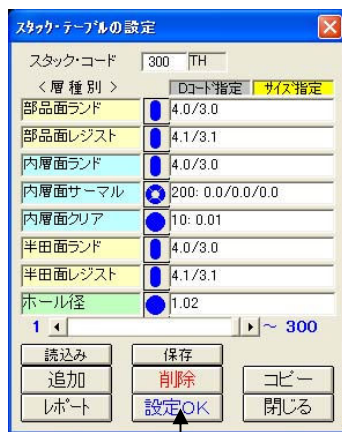 スタック・テーブルの設定
スタック・コード 300 TH
<層種別> Dコード指定 サイズ指定
部品面ランド 4.0/3.0
部品面レジスト 4.1/3.1
内層面ランド 4.0/3.0
内層面サーマル 200: 0.0/0.0/0.0
内層面クリア 10: 0.01
半田面ランド 4.0/3.0
半田面レジスト 4.1/3.1
ホール径 1.02
1 ~ 300
読込み 保存
追加 削除 コピー
レポート 設定OK 閉じる